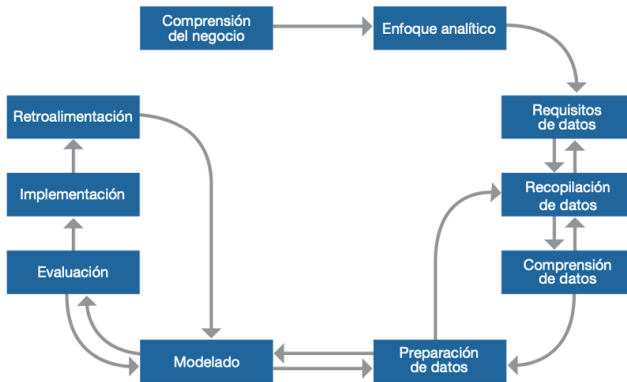 Comprensión
del negocio
Enfoque analítico
Requisitos
de datos
Recopilación
de datos
Comprensión
de datos
Preparación
de datos
Modelado
Evaluación
Implementación
Retroalimentación